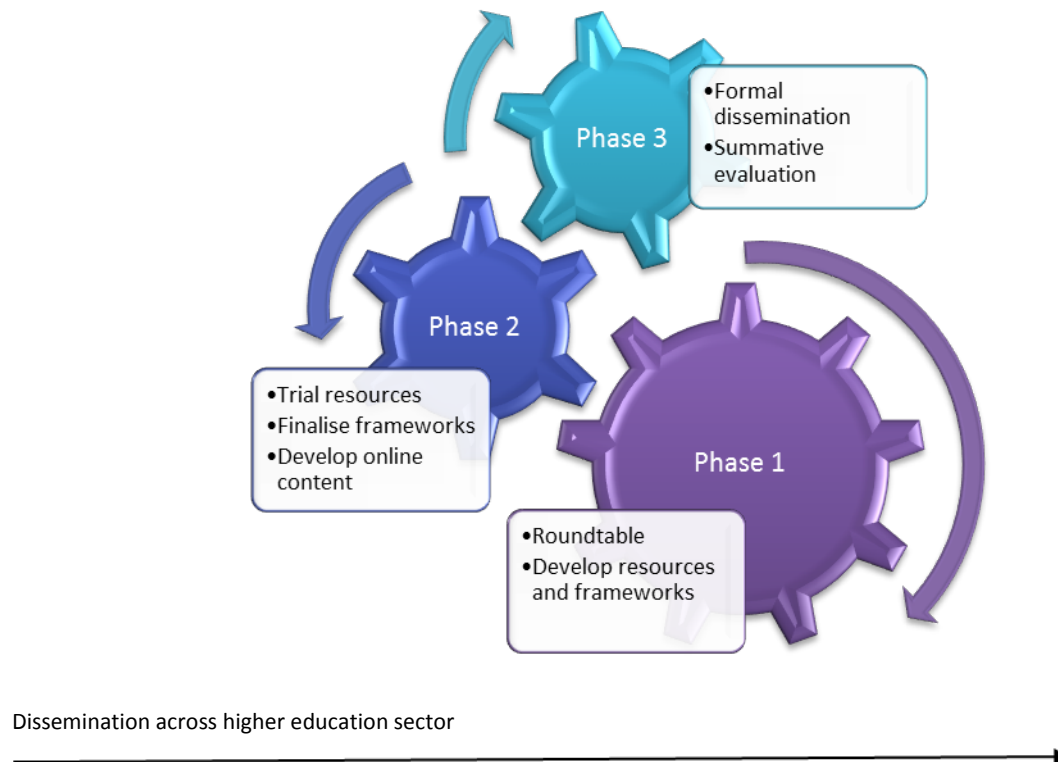 Phase 3
•Formal
dissemination
•Summative
evaluation
Phase 2
•Trial resources
•Finalise frameworks
•Develop online
content
Phase 1
•Roundtable
•Develop resources
and frameworks
Dissemination across higher education sector